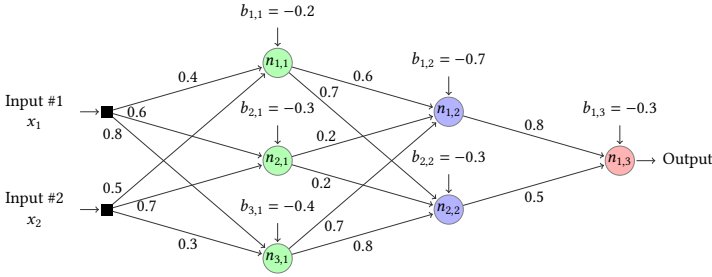 b1,1 = −0.2
n1,1
b1,2 = −0.7
0.4
0.6
0.7
Input #1
x1
0.6
b2,1 = −0.3
n1,2
b1,3 = −0.3
0.8
0.8
0.2
n2,1
b2,2 = −0.3
n1,3
Output
0.5
0.2
Input #2
x2
0.7
b3,1 = −0.4
0.7
n2,2
0.5
0.3
0.8
n3,1